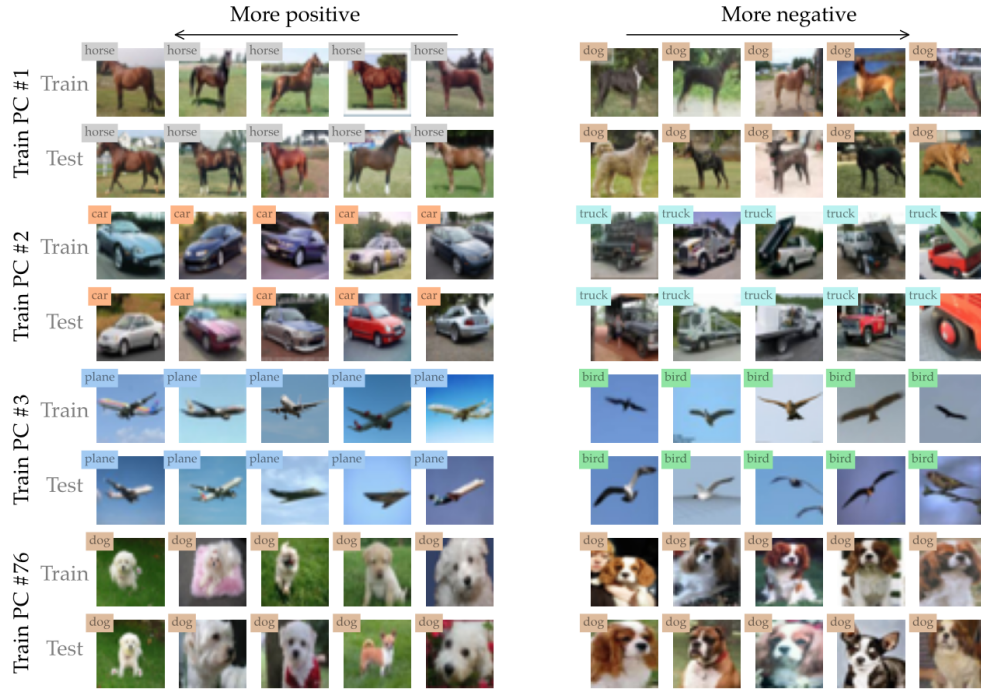 More positive More negative
Train PC #1
Train
horse horse horse horse horse dog dog dog dog dog
Test
horse horse horse horse horse dog dog dog dog dog
Train PC #2
Train
car car car car car truck truck truck truck truck
Test
car car car car car truck truck truck truck truck
Train PC #3
Train
plane plane plane plane plane bird bird bird bird bird
Test
plane plane plane plane plane bird bird bird bird bird
Train PC #76
Train
dog dog dog dog dog dog dog dog dog dog
Test
dog dog dog dog dog dog dog dog dog dog